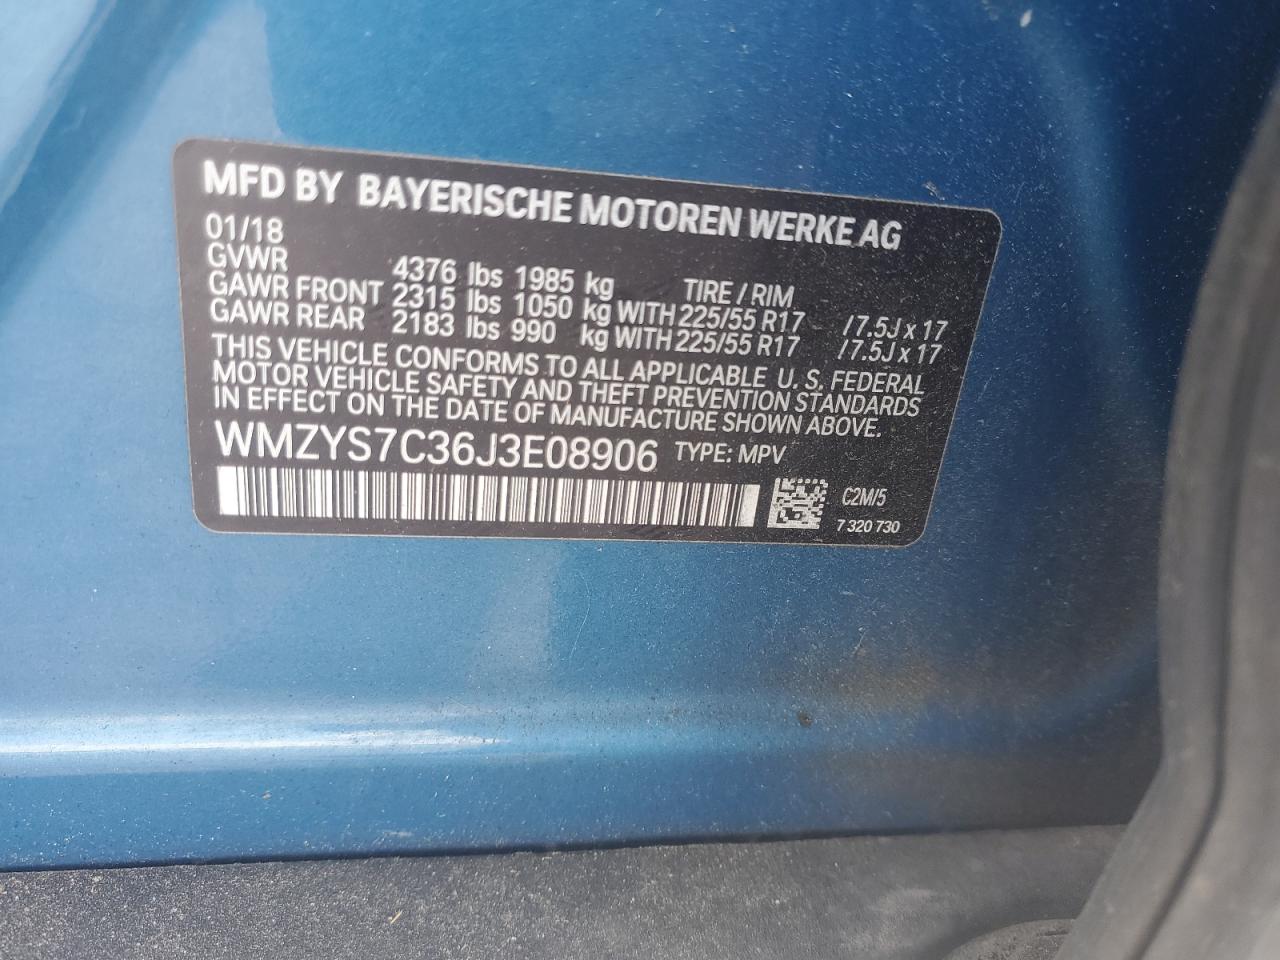 MFD BY BAYERISCHE MOTOREN WERKE AG
01/18
GVWR 4376 lbs 1985 kg TIRE / RIM
GAWR FRONT 2315 lbs 1050 kg WITH 225/55 R17 / 7.5J x 17
GAWR REAR 2183 lbs 990 kg WITH 225/55 R17 / 7.5J x 17
THIS VEHICLE CONFORMS TO ALL APPLICABLE U. S. FEDERAL
MOTOR VEHICLE SAFETY AND THEFT PREVENTION STANDARDS
IN EFFECT ON THE DATE OF MANUFACTURE SHOWN ABOVE.
WMZYS7C36J3E08906 TYPE: MPV
C2M/5
7 320 730